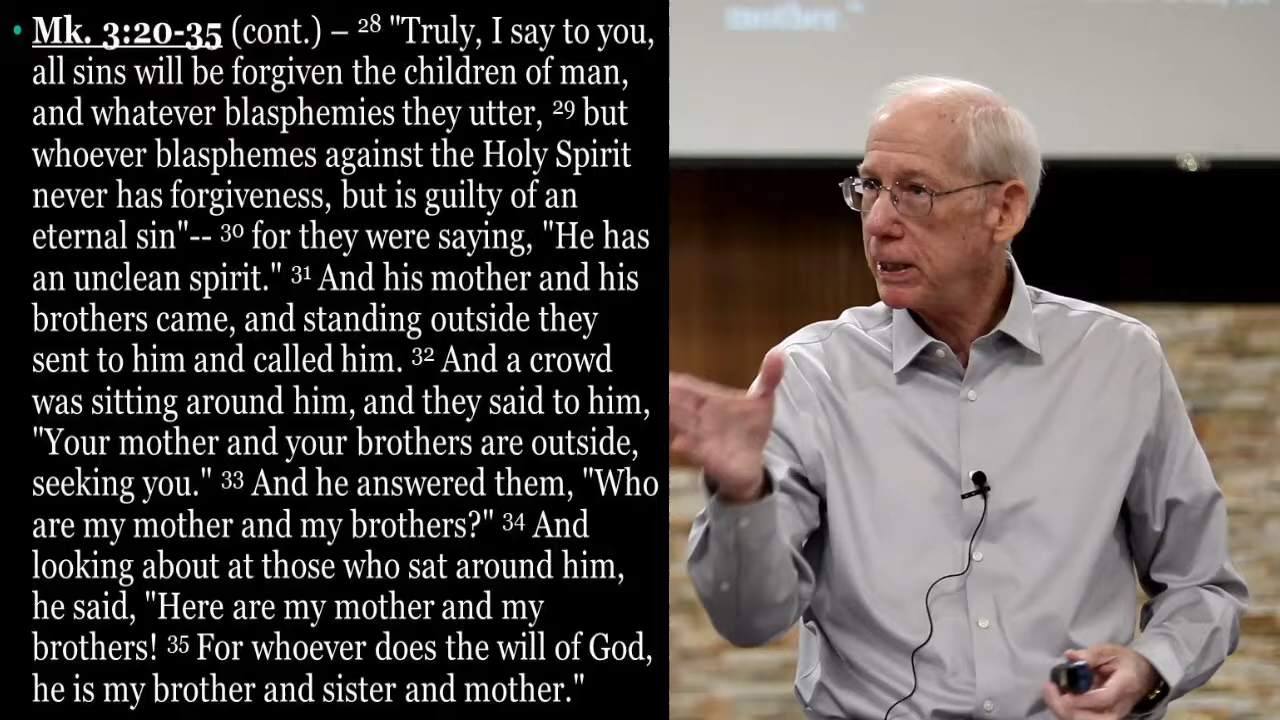 • Mk. 3:20-35 (cont.) – 28 "Truly, I say to you,
all sins will be forgiven the children of man,
and whatever blasphemies they utter, 29 but
whoever blasphemes against the Holy Spirit
never has forgiveness, but is guilty of an
eternal sin"-- 30 for they were saying, "He has
an unclean spirit." 31 And his mother and his
brothers came, and standing outside they
sent to him and called him. 32 And a crowd
was sitting around him, and they said to him,
"Your mother and your brothers are outside,
seeking you." 33 And he answered them, "Who
are my mother and my brothers?" 34 And
looking about at those who sat around him,
he said, "Here are my mother and my
brothers! 35 For whoever does the will of God,
he is my brother and sister and mother."
mother."